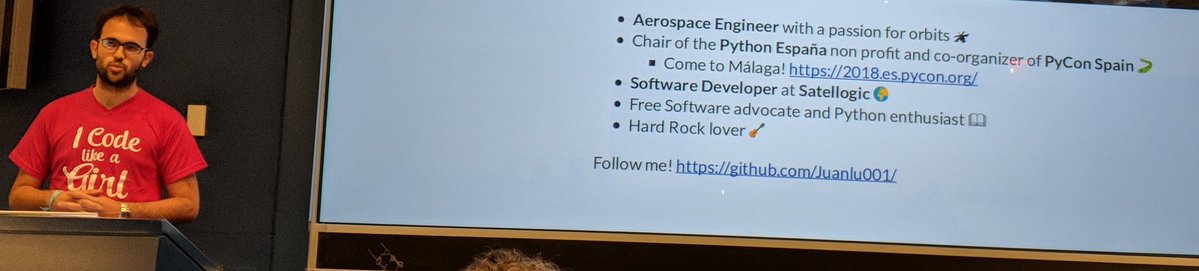 I Code
like a
Girl
Aerospace Engineer with a passion for orbits 🛰
Chair of the Python España non profit and co-organizer of PyCon Spain 🐍
Come to Málaga! https://2018.es.pycon.org/
Software Developer at Satellogic 🌍
Free Software advocate and Python enthusiast 📖
Hard Rock lover 🎸
Follow me! https://github.com/Juanlu001/